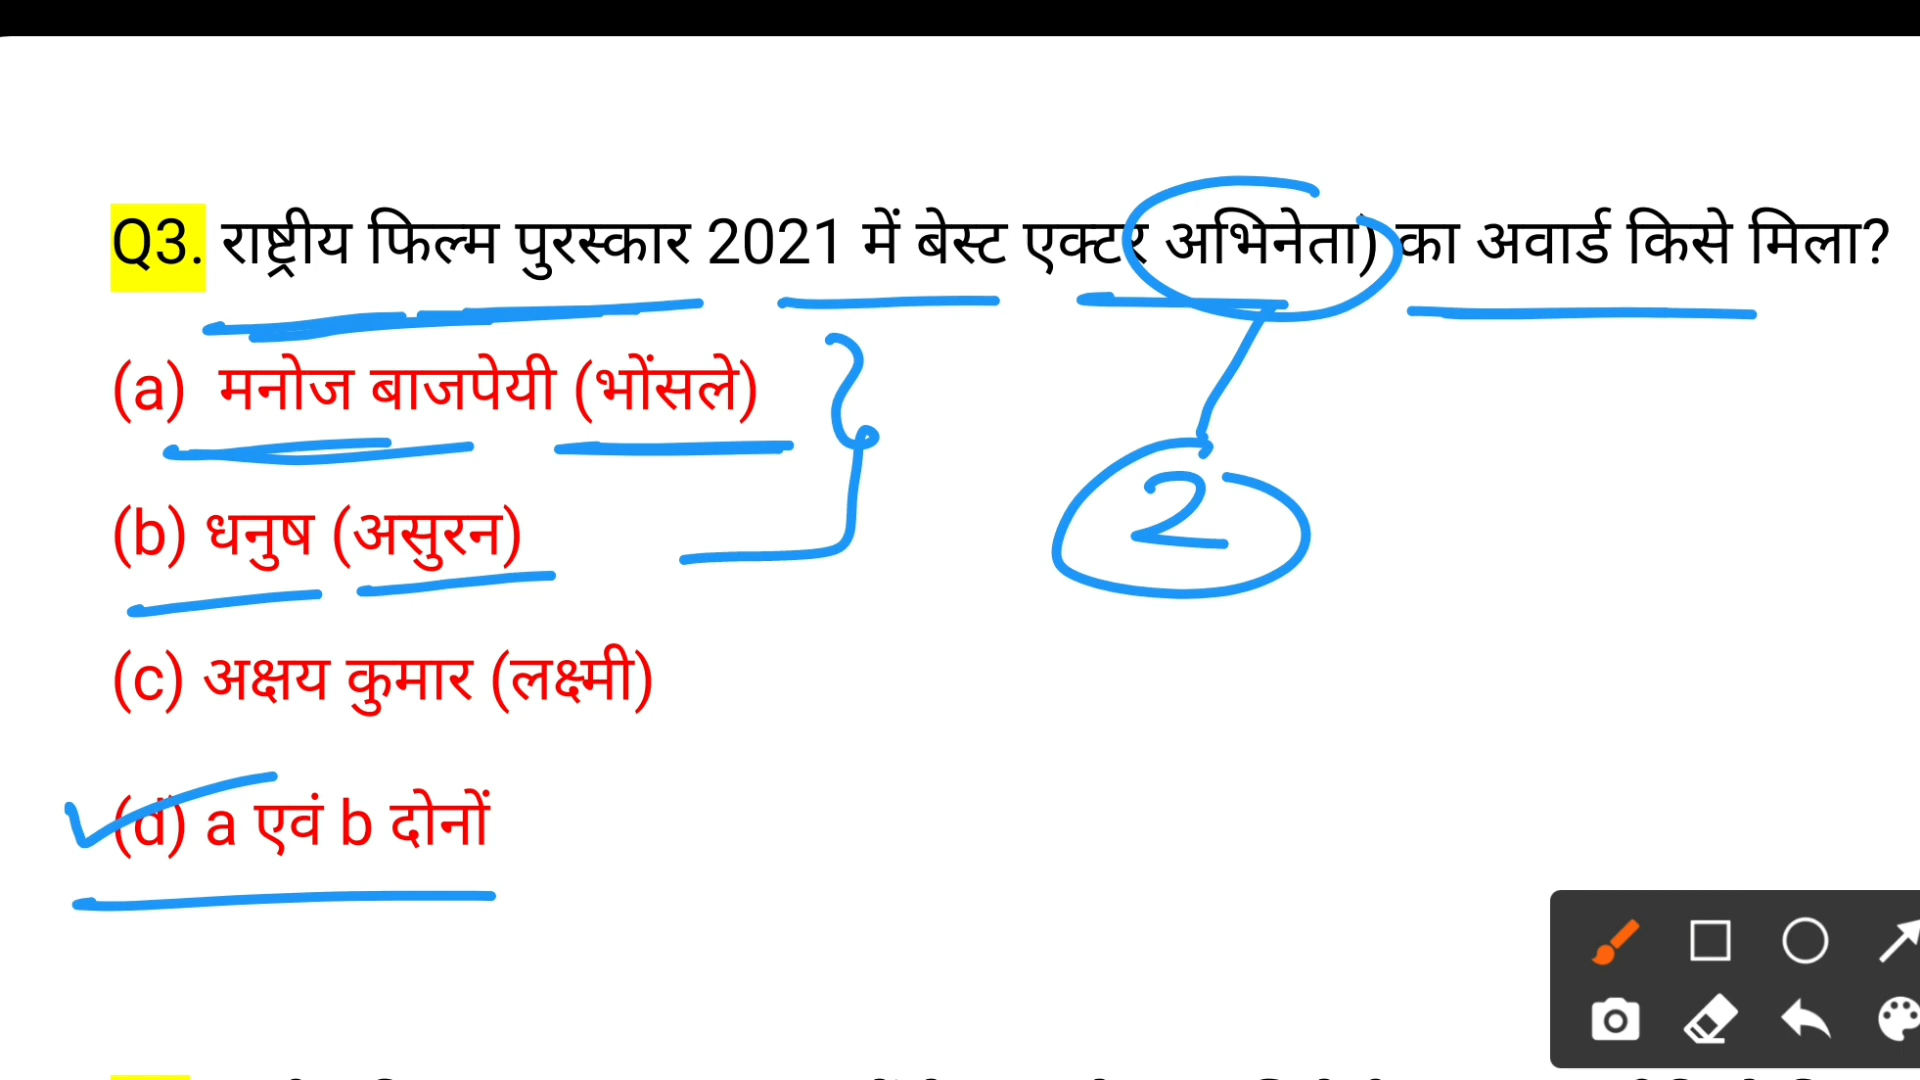 Q3. राष्ट्रीय फिल्म पुरस्कार 2021 में बेस्ट एक्टर अभिनेता) का अवार्ड किसे मिला?
(a) मनोज बाजपेयी (भोंसले)
(b) धनुष (असुरन)
2
(c) अक्षय कुमार (लक्ष्मी)
(d) a एवं b दोनों